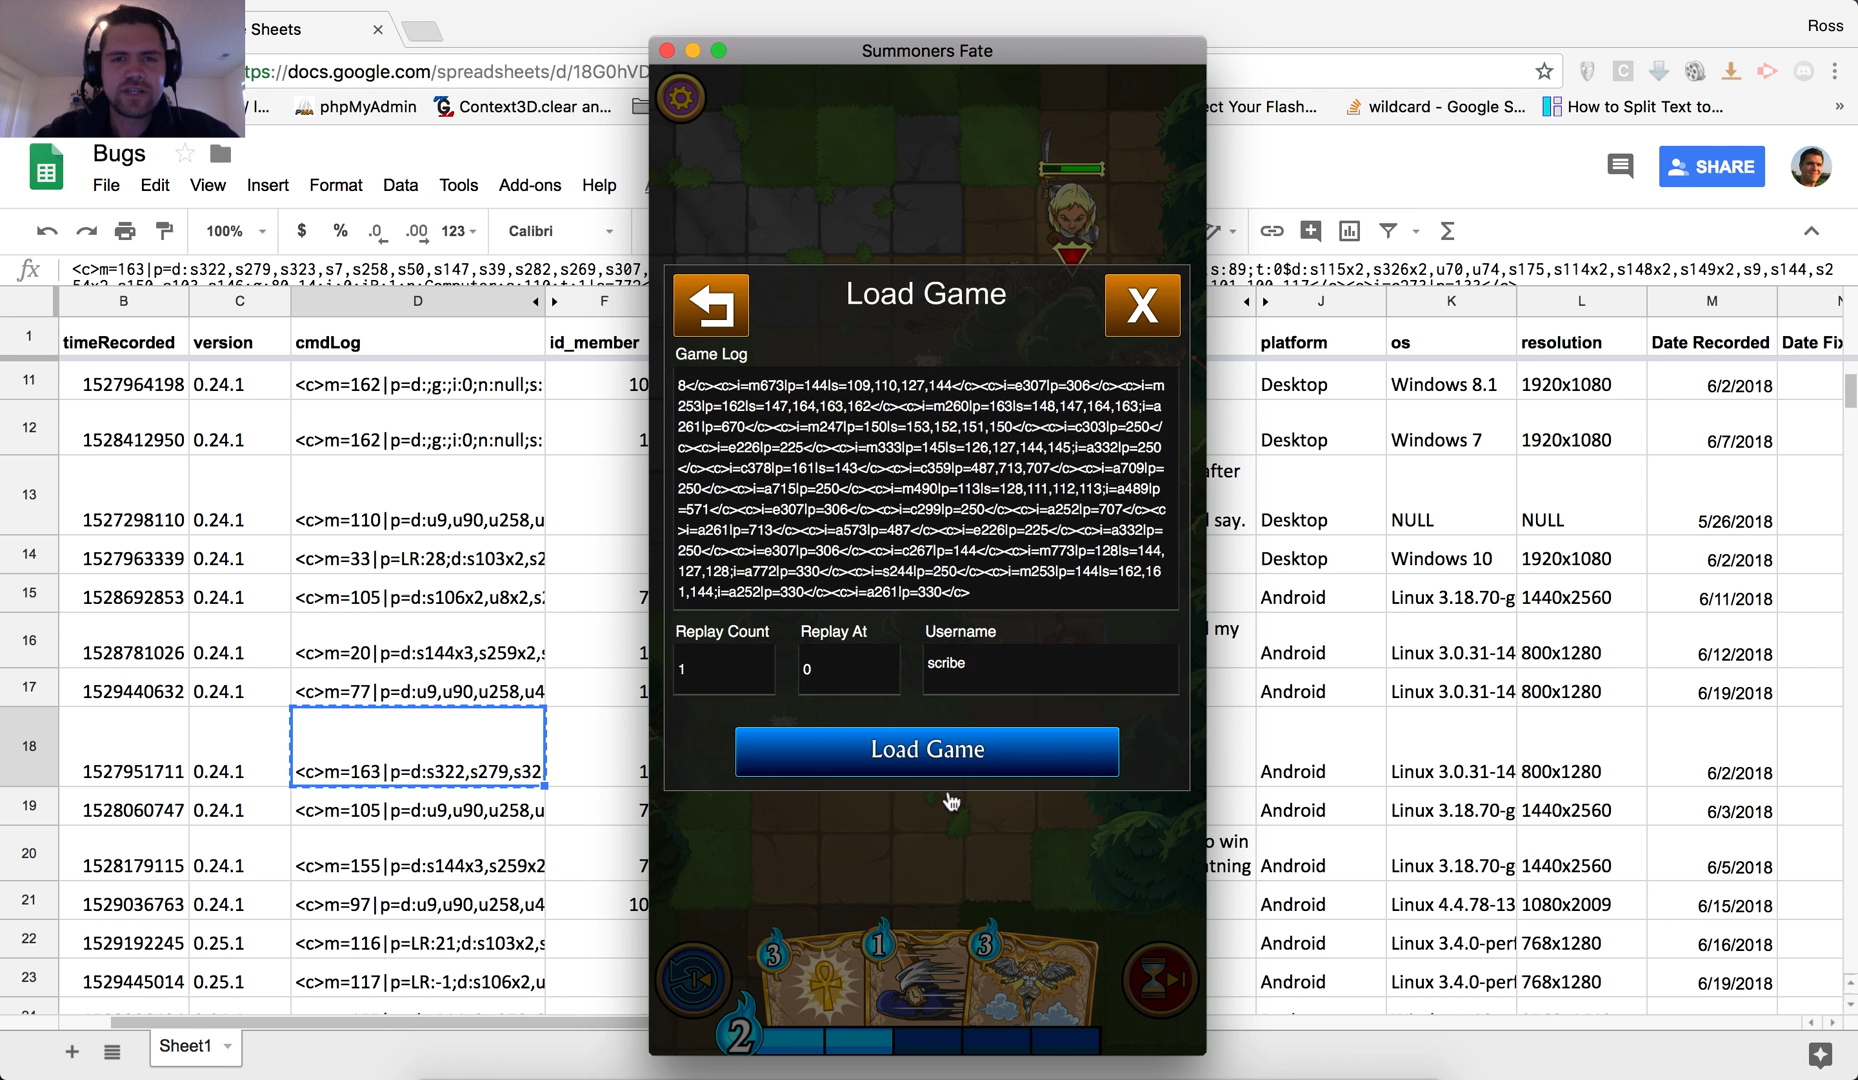 Sheets
Summoners Fate
Ross
tps://docs.google.com/spreadsheets/d/18G0hVD
phpMyAdmin
Context3D.clear an...
ect Your Flash...
wildcard - Google S...
How to Split Text to...
»
Bugs
File Edit View Insert Format Data Tools Add-ons Help
SHARE
100% $ % .0 .00 123 Calibri
fx
<c>m=163|p=d:s322,s279,s323,s7,s258,s50,s147,s39,s282,s269,s307,
s:89;t:0$d:s115x2,s326x2,u70,u74,s175,s114x2,s148x2,s149x2,s9,s144,s2
B C D F J K L M N
1 timeRecorded version cmdLog id_member platform os resolution Date Recorded Date Fix
11 1527964198 0.24.1 <c>m=162|p=d:;g:;i:0;n:null;s: 10 Desktop Windows 8.1 1920x1080 6/2/2018
12 1528412950 0.24.1 <c>m=162|p=d:;g:;i:0;n:null;s: 1 Desktop Windows 7 1920x1080 6/7/2018
after
13 1527298110 0.24.1 <c>m=110|p=d:u9,u90,u258,u say. Desktop NULL NULL 5/26/2018
14 1527963339 0.24.1 <c>m=33|p=LR:28;d:s103x2,s2 Desktop Windows 10 1920x1080 6/2/2018
15 1528692853 0.24.1 <c>m=105|p=d:s106x2,u8x2,s: 7 Android Linux 3.18.70-g 1440x2560 6/11/2018
my
16 1528781026 0.24.1 <c>m=20|p=d:s144x3,s259x2,s 1 Android Linux 3.0.31-14 800x1280 6/12/2018
17 1529440632 0.24.1 <c>m=77|p=d:u9,u90,u258,u4 1 Android Linux 3.0.31-14 800x1280 6/19/2018
18 1527951711 0.24.1 <c>m=163|p=d:s322,s279,s32 1 Android Linux 3.0.31-14 800x1280 6/2/2018
19 1528060747 0.24.1 <c>m=105|p=d:u9,u90,u258,u 7 Android Linux 3.18.70-g 1440x2560 6/3/2018
o win
20 1528179115 0.24.1 <c>m=155|p=d:s144x3,s259x2 7 tning Android Linux 3.18.70-g 1440x2560 6/5/2018
21 1529036763 0.24.1 <c>m=97|p=d:u9,u90,u258,u4 10 Android Linux 4.4.78-13 1080x2009 6/15/2018
22 1529192245 0.25.1 <c>m=116|p=LR:21;d:s103x2,s Android Linux 3.4.0-perf 768x1280 6/16/2018
23 1529445014 0.25.1 <c>m=117|p=LR:-1;d:s106x2,u Android Linux 3.4.0-perf 768x1280 6/19/2018
Sheet1
Load Game
X
Game Log
8</c><c>i=m673|p=144|s=109,110,127,144</c><c>i=e307|p=306</c><c>i=m
253|p=162|s=147,164,163,162</c><c>i=m260|p=163|s=148,147,164,163;i=a
261|p=670</c><c>i=m247|p=150|s=153,152,151,150</c><c>i=c303|p=250</
c><c>i=e226|p=225</c><c>i=m333|p=145|s=126,127,144,145;i=a332|p=250
</c><c>i=c378|p=161|s=143</c><c>i=c359|p=487,713,707</c><c>i=a709|p=
250</c><c>i=a715|p=250</c><c>i=m490|p=113|s=128,111,112,113;i=a489|p
=571</c><c>i=e307|p=306</c><c>i=c299|p=250</c><c>i=a252|p=707</c><c
>i=a261|p=713</c><c>i=a573|p=487</c><c>i=e226|p=225</c><c>i=a332|p=
250</c><c>i=e307|p=306</c><c>i=c267|p=144</c><c>i=m773|p=128|s=144,
127,128;i=a772|p=330</c><c>i=s244|p=250</c><c>i=m253|p=144|s=162,16
1,144;i=a252|p=330</c><c>i=a261|p=330</c>
Replay Count Replay At Username
1 0 scribe
Load Game
3 1 3
2